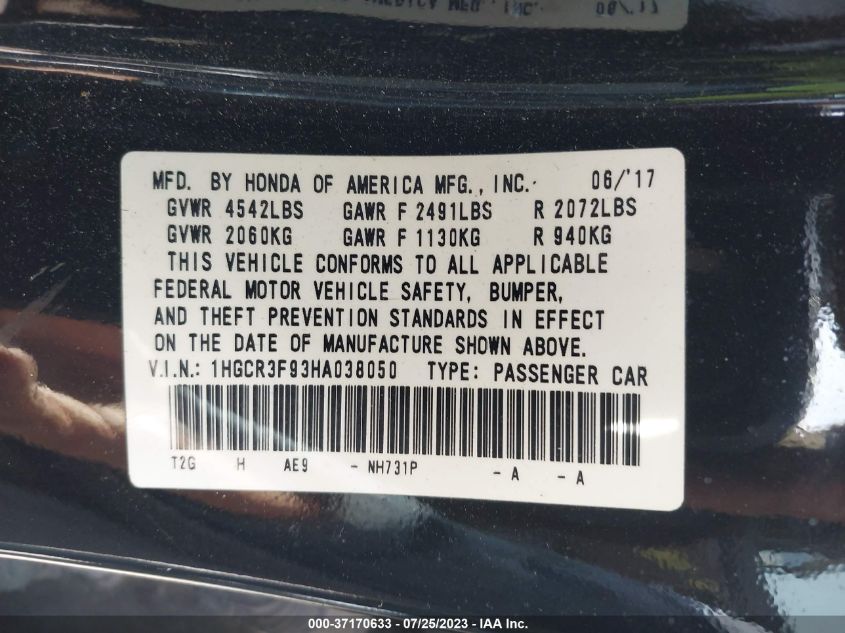 MFD. BY HONDA OF AMERICA MFG., INC. 06/'17
GVWR 4542LBS GAWR F 2491LBS R 2072LBS
GVWR 2060KG GAWR F 1130KG R 940KG
THIS VEHICLE CONFORMS TO ALL APPLICABLE
FEDERAL MOTOR VEHICLE SAFETY, BUMPER,
AND THEFT PREVENTION STANDARDS IN EFFECT
ON THE DATE OF MANUFACTURE SHOWN ABOVE.
V.I.N.: 1HGCR3F93HA038050 TYPE: PASSENGER CAR
T2G H AE9 - NH731P - A - A
000-37170633 / 07/25/2023 / © IAA Inc.